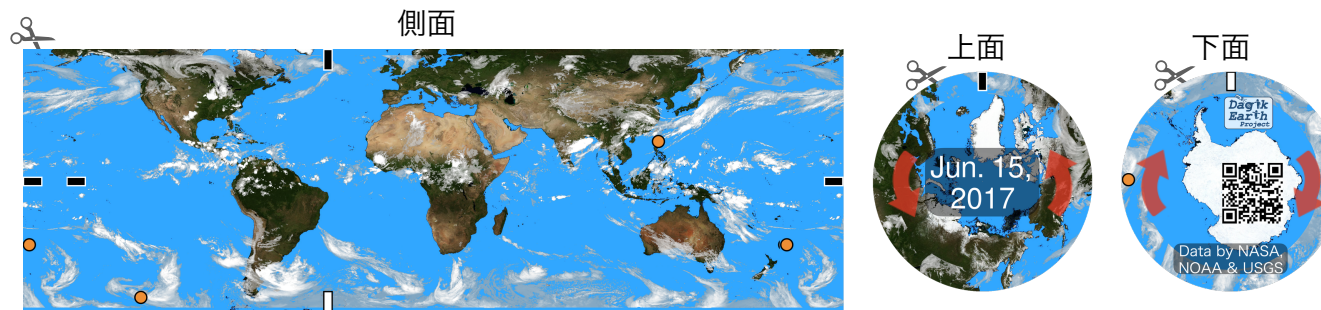 側面
上面
下面
Jun. 15,
2017
Dagik
Earth
Project
Data by NASA,
NOAA & USGS